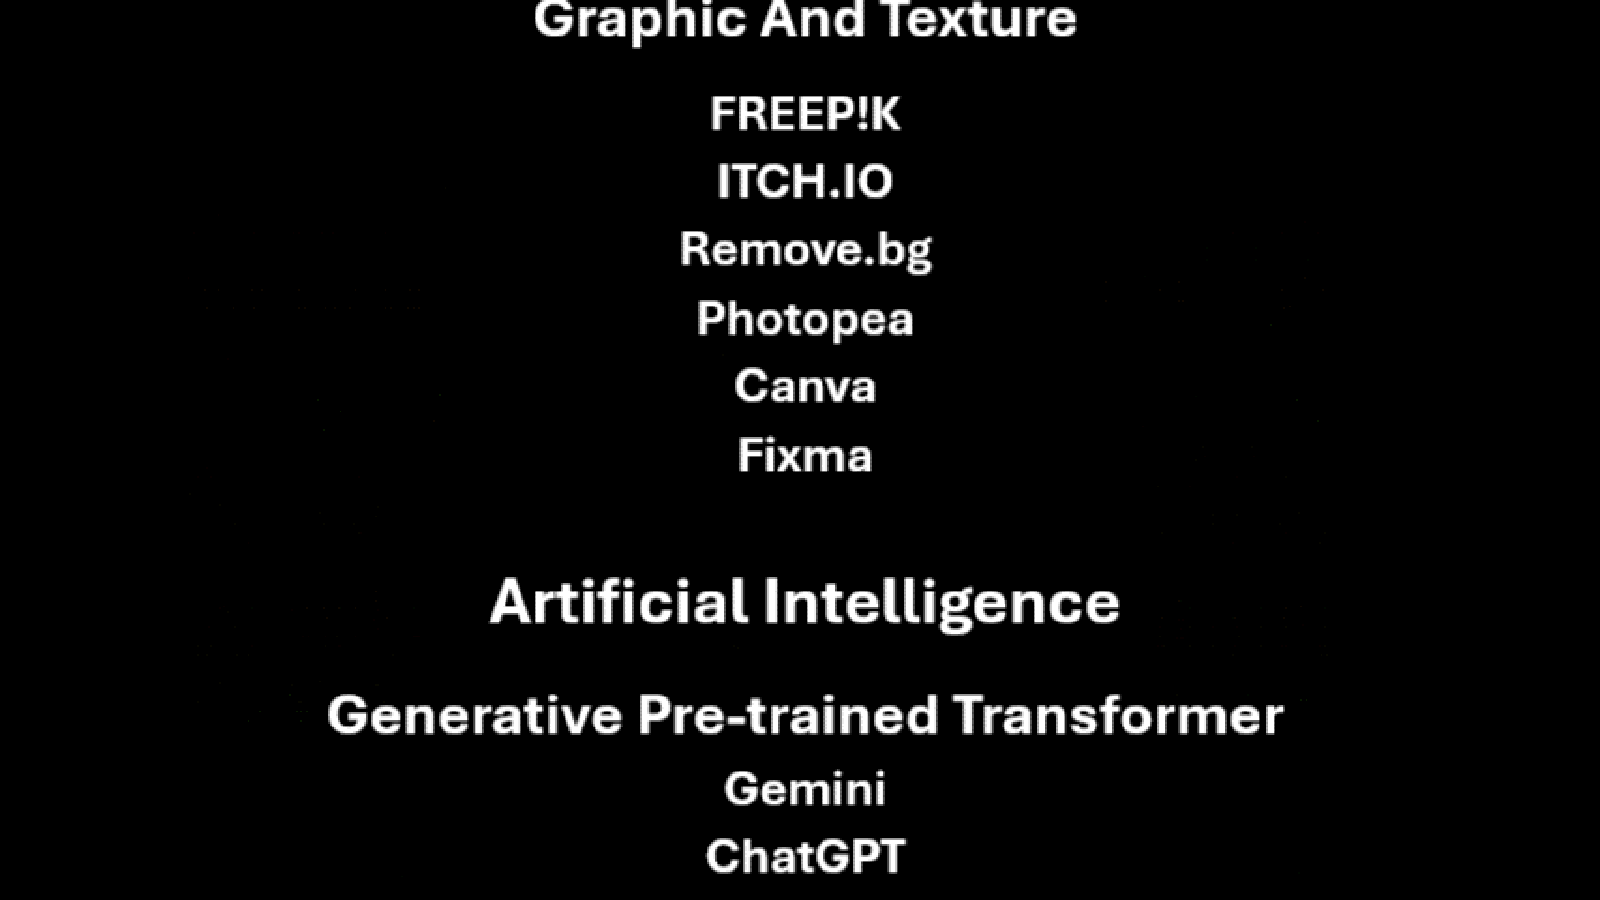 Graphic And Texture
FREEP!K
ITCH.IO
Remove.bg
Photopea
Canva
Fixma
Artificial Intelligence
Generative Pre-trained Transformer
Gemini
ChatGPT